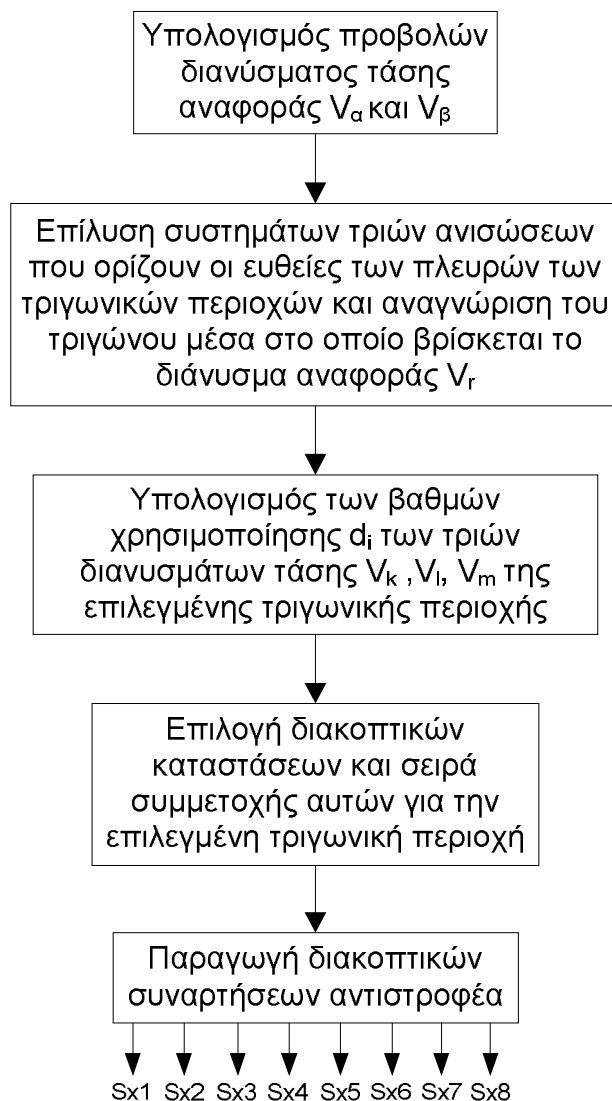 Υπολογισμός προβολών
διανύσματος τάσης
αναφοράς Vα και Vβ
Επίλυση συστημάτων τριών ανισώσεων
που ορίζουν οι ευθείες των πλευρών των
τριγωνικών περιοχών και αναγνώριση του
τριγώνου μέσα στο οποίο βρίσκεται το
διάνυσμα αναφοράς Vr
Υπολογισμός των βαθμών
χρησιμοποίησης di των τριών
διανυσμάτων τάσης Vk ,Vl, Vm της
επιλεγμένης τριγωνικής περιοχής
Επιλογή διακοπτικών
καταστάσεων και σειρά
συμμετοχής αυτών για την
επιλεγμένη τριγωνική περιοχή
Παραγωγή διακοπτικών
συναρτήσεων αντιστροφέα
Sx1 Sx2 Sx3 Sx4 Sx5 Sx6 Sx7 Sx8